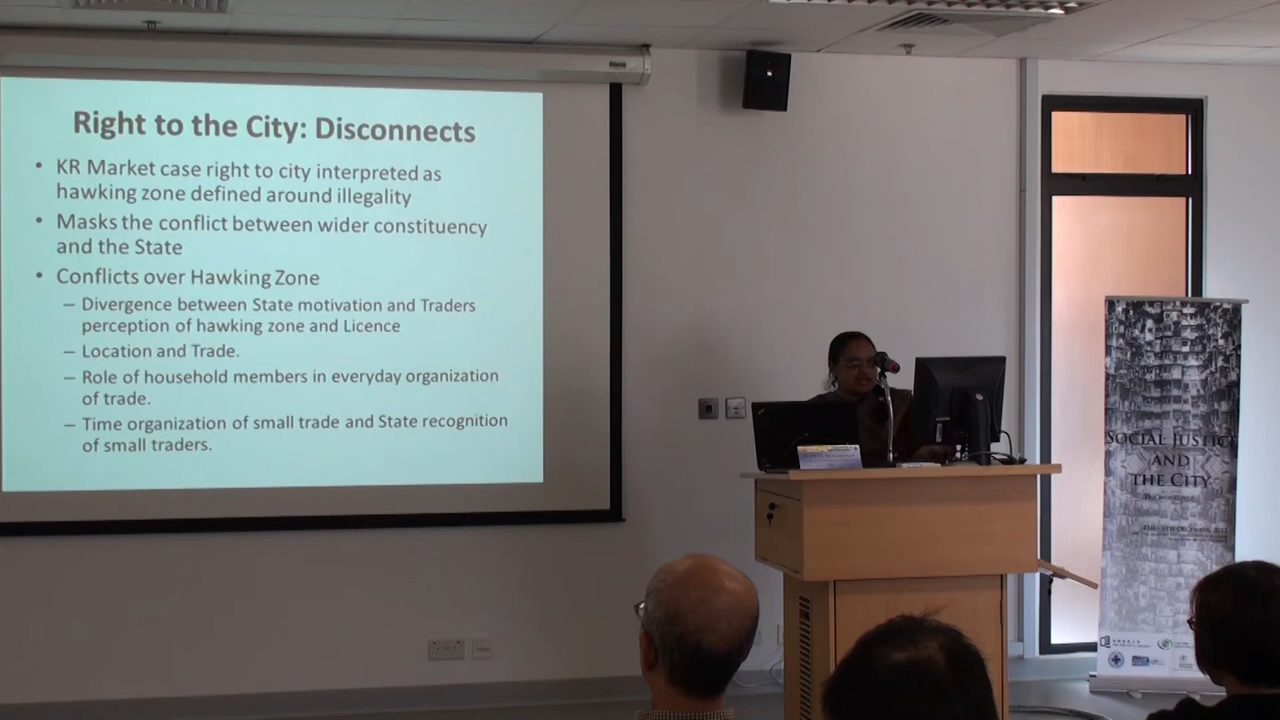 Right to the City: Disconnects
• KR Market case right to city interpreted as
hawking zone defined around illegality
• Masks the conflict between wider constituency
and the State
• Conflicts over Hawking Zone
– Divergence between State motivation and Traders
perception of hawking zone and Licence
– Location and Trade.
– Role of household members in everyday organization
of trade.
– Time organization of small trade and State recognition
of small traders.
SOCIAL JUSTICE
AND
THE CITY